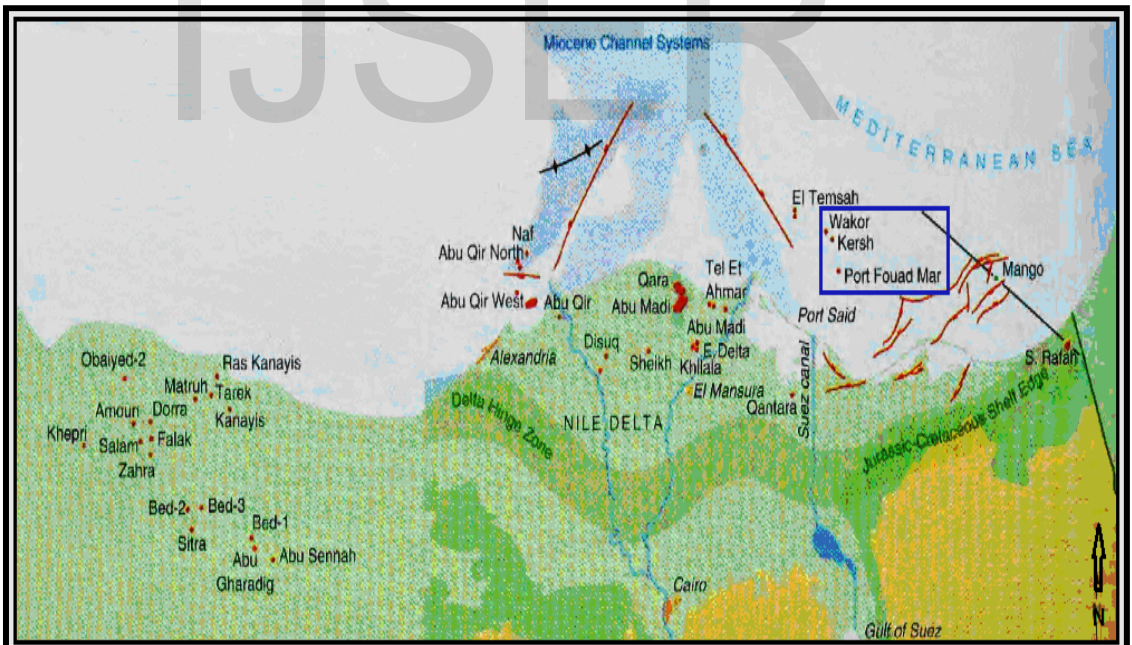 IJSER
Miocene Channel Systems
MEDITERRANEAN SEA
El Temsah
Wakor
Kersh
Port Fouad Mar
Mango
Naf
Abu Qir North
Abu Qir West
Abu Qir
Qara
Abu Madi
Tel Et
Ahmar
Abu Madi
E. Delta
Khilala
Port Said
Disuq
Sheikh
Alexandria
El Mansura
Qantara
Suez canal
S. Rafah
Obaiyed-2
Ras Kanayis
Matruh
Tarek
Kanayis
Amoun
Dorra
Khepri
Salam
Falak
Zahra
Delta Hinge Zone
NILE DELTA
Jurassic-Cretaceous Shelf Edge
Bed-2
Bed-3
Bed-1
Sitra
Abu
Gharadig
Abu Sennah
Cairo
Gulf of Suez
N